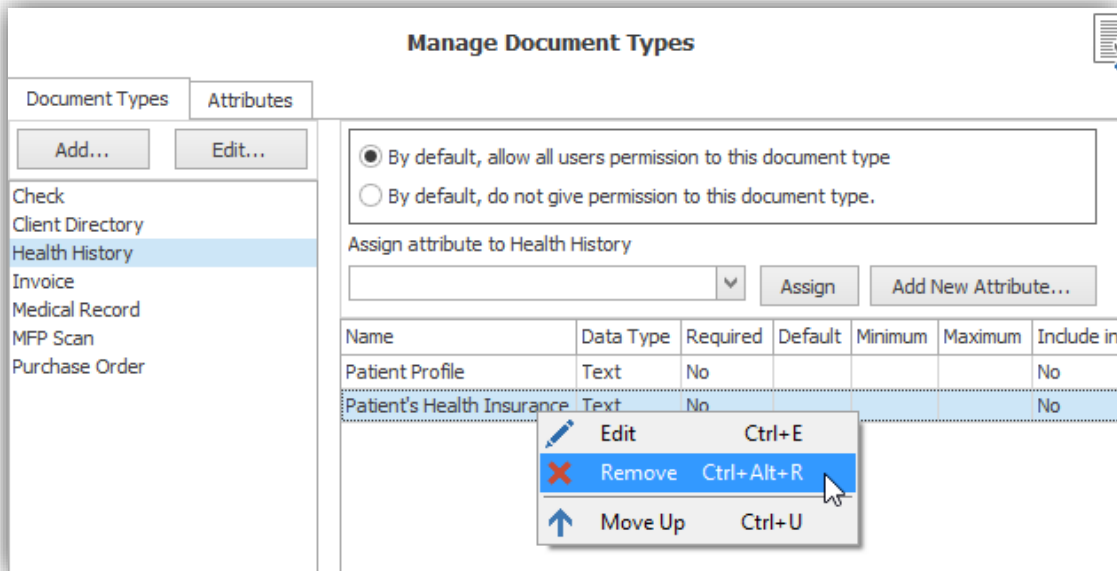 Manage Document Types
Document Types Attributes
Add... Edit...
Check
Client Directory
Health History
Invoice
Medical Record
MFP Scan
Purchase Order
By default, allow all users permission to this document type
By default, do not give permission to this document type.
Assign attribute to Health History
Assign Add New Attribute...
Name Data Type Required Default Minimum Maximum Include in
Patient Profile Text No No
Patient's Health Insurance Text No No
Edit Ctrl+E
Remove Ctrl+Alt+R
Move Up Ctrl+U